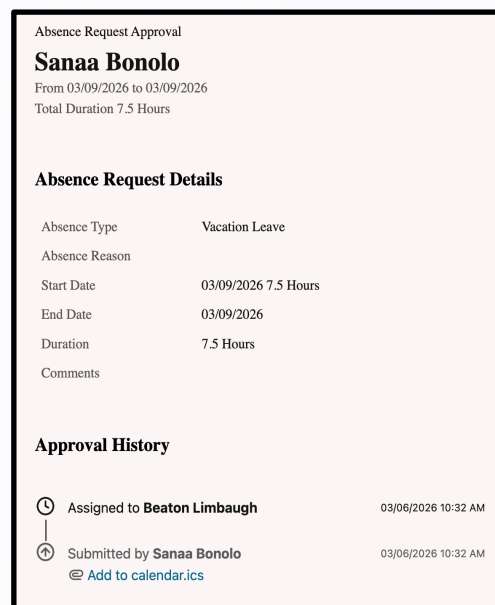 Absence Request Approval
Sanaa Bonolo
From 03/09/2026 to 03/09/2026
Total Duration 7.5 Hours
Absence Request Details
Absence Type Vacation Leave
Absence Reason
Start Date 03/09/2026 7.5 Hours
End Date 03/09/2026
Duration 7.5 Hours
Comments
Approval History
Assigned to Beaton Limbaugh 03/06/2026 10:32 AM
Submitted by Sanaa Bonolo 03/06/2026 10:32 AM
Add to calendar.ics